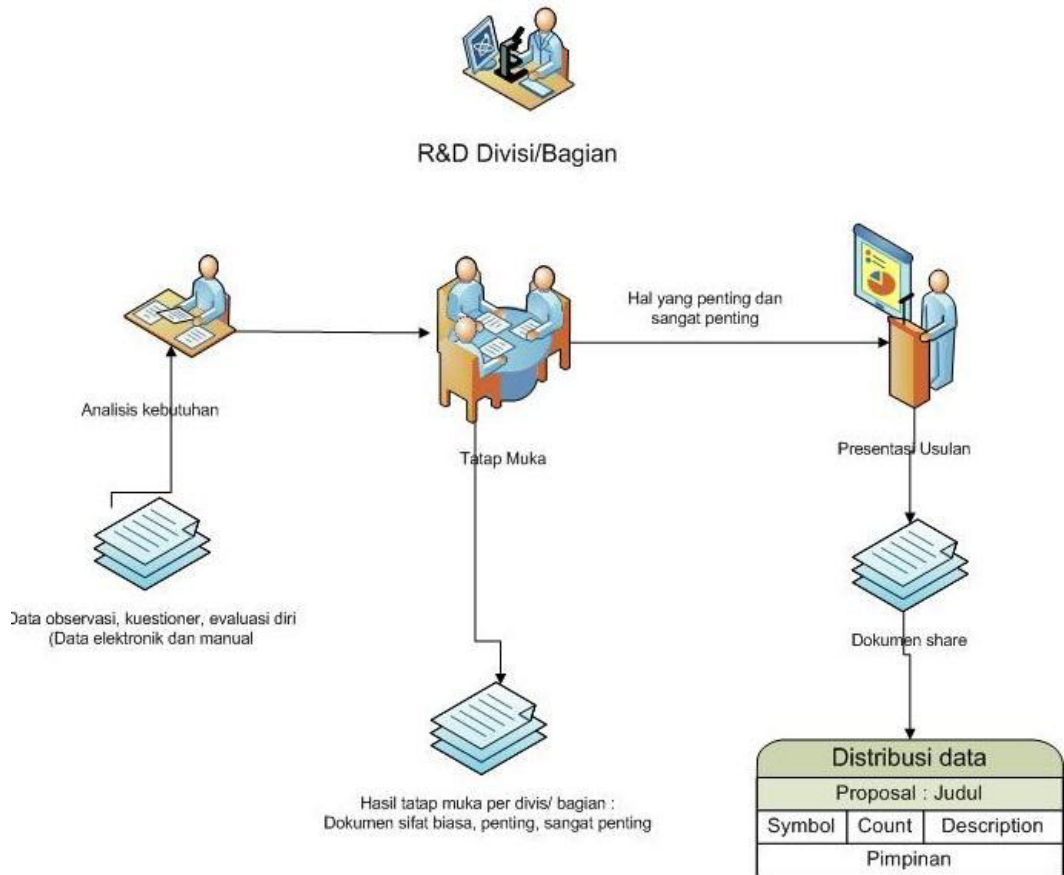 R&D Divisi/Bagian
Hal yang penting dan
sangat penting
Analisis kebutuhan
Tatap Muka
Presentasi Usulan
Data observasi, kuestioner, evaluasi diri
(Data elektronik dan manual
Dokumen share
Hasil tatap muka per divis/ bagian :
Dokumen sifat biasa, penting, sangat penting
Distribusi data
Proposal : Judul
Symbol Count Description
Pimpinan